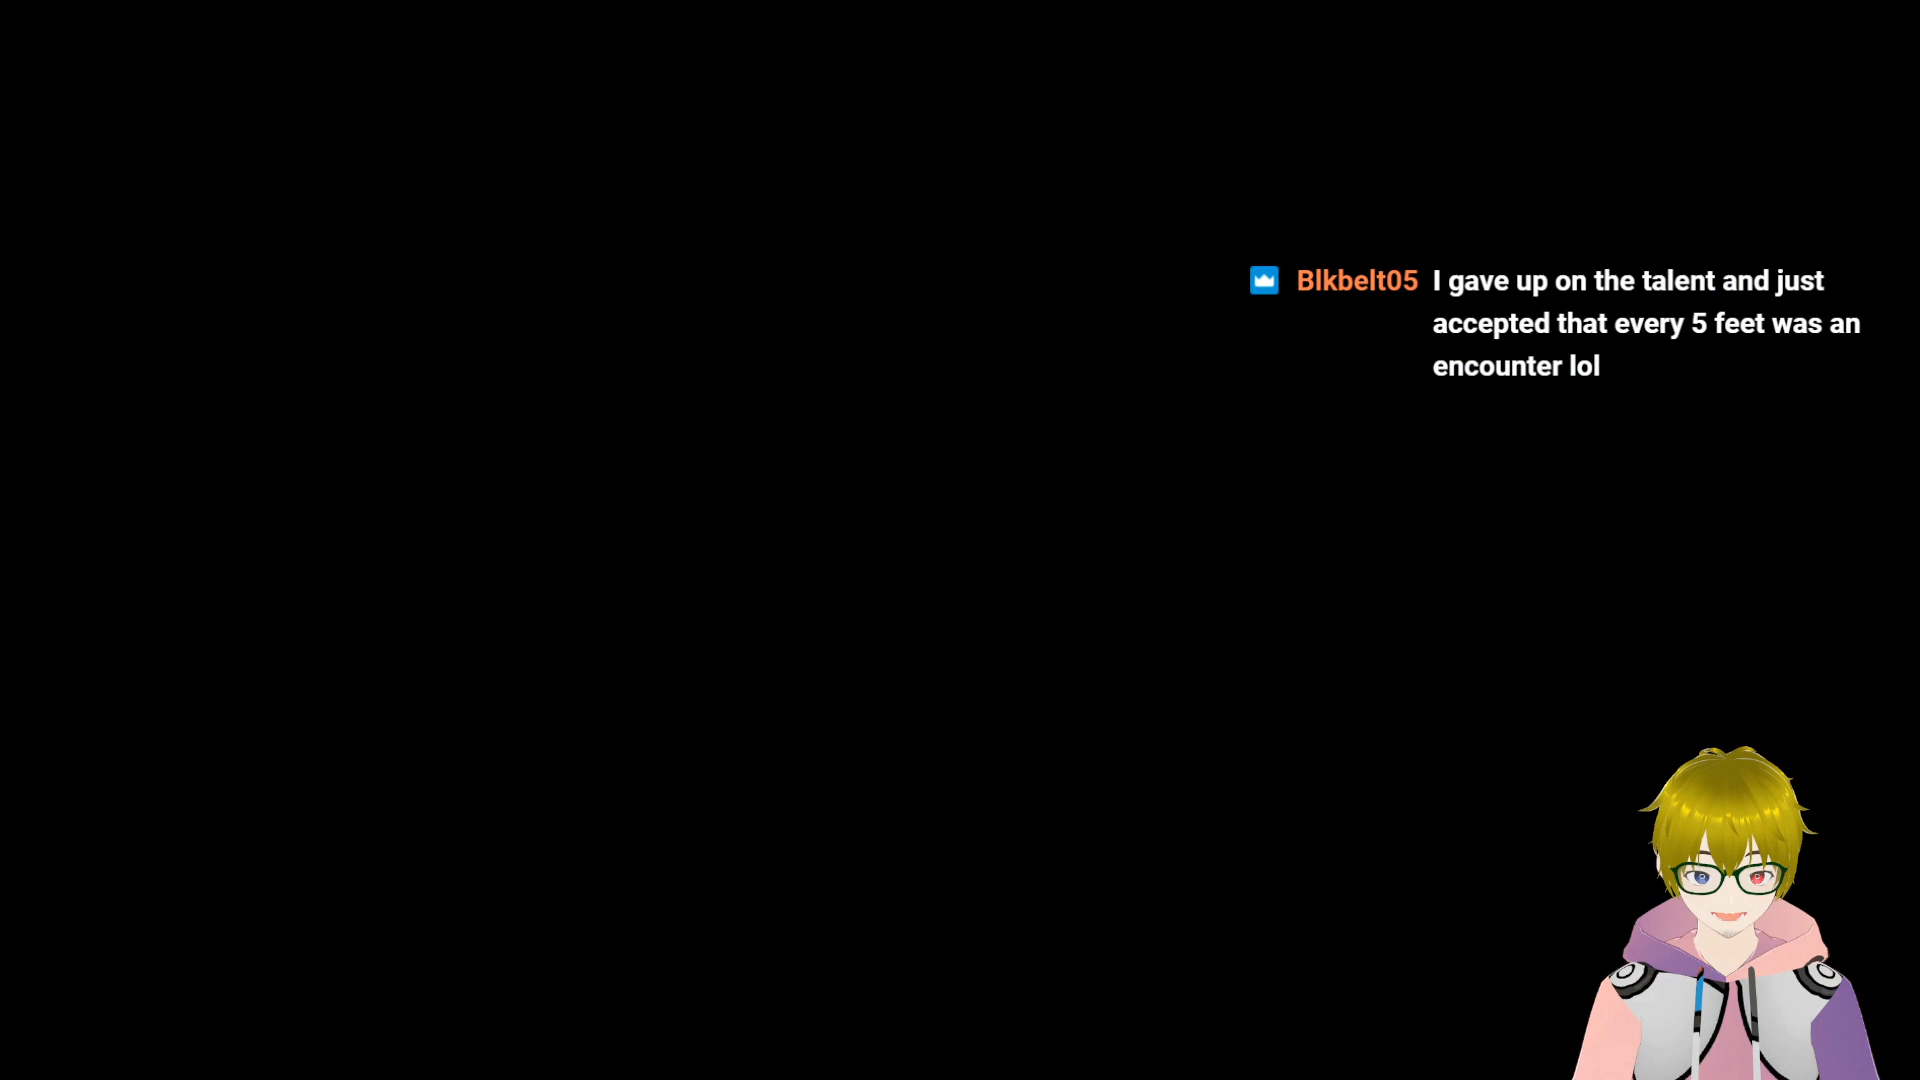 Blkbelt05 I gave up on the talent and just
accepted that every 5 feet was an
encounter lol